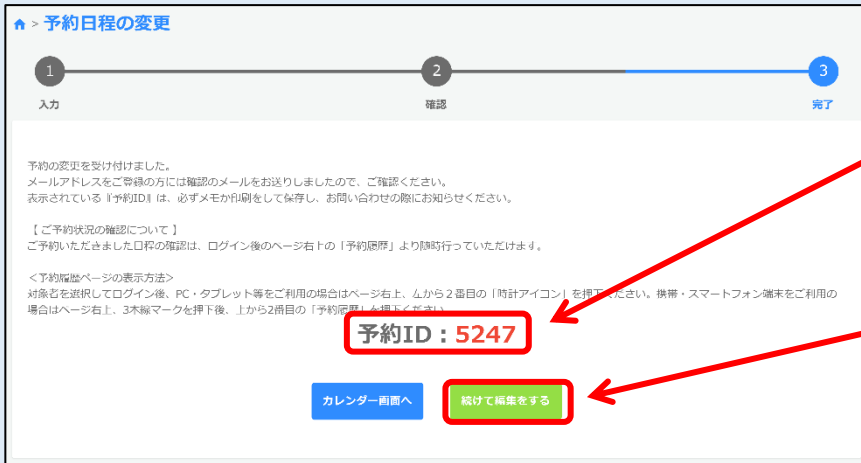 > 予約日程の変更
1 2 3
入力 確認 完了
予約の変更を受け付けました。
メールアドレスをご登録の方には確認のメールをお送りしましたので、ご確認ください。
表示されている『予約ID』は、必ずメモか印刷をして保存し、お問い合わせの際にお知らせください。
【ご予約状況の確認について】
ご予約いただきました日程の確認は、ログイン後のページ右上の「予約履歴」より随時行っていただけます。
<予約履歴ページの表示方法>
対象者を選択してログイン後、PC・タブレット等をご利用の場合はページ右上、左から2番目の「時計アイコン」を押下ください。携帯・スマートフォン端末をご利用の
場合はページ右上、3本線マークを押下後、上から2番目の「予約履歴」を押下ください
予約ID：5247
カレンダー画面へ 続けて編集をする